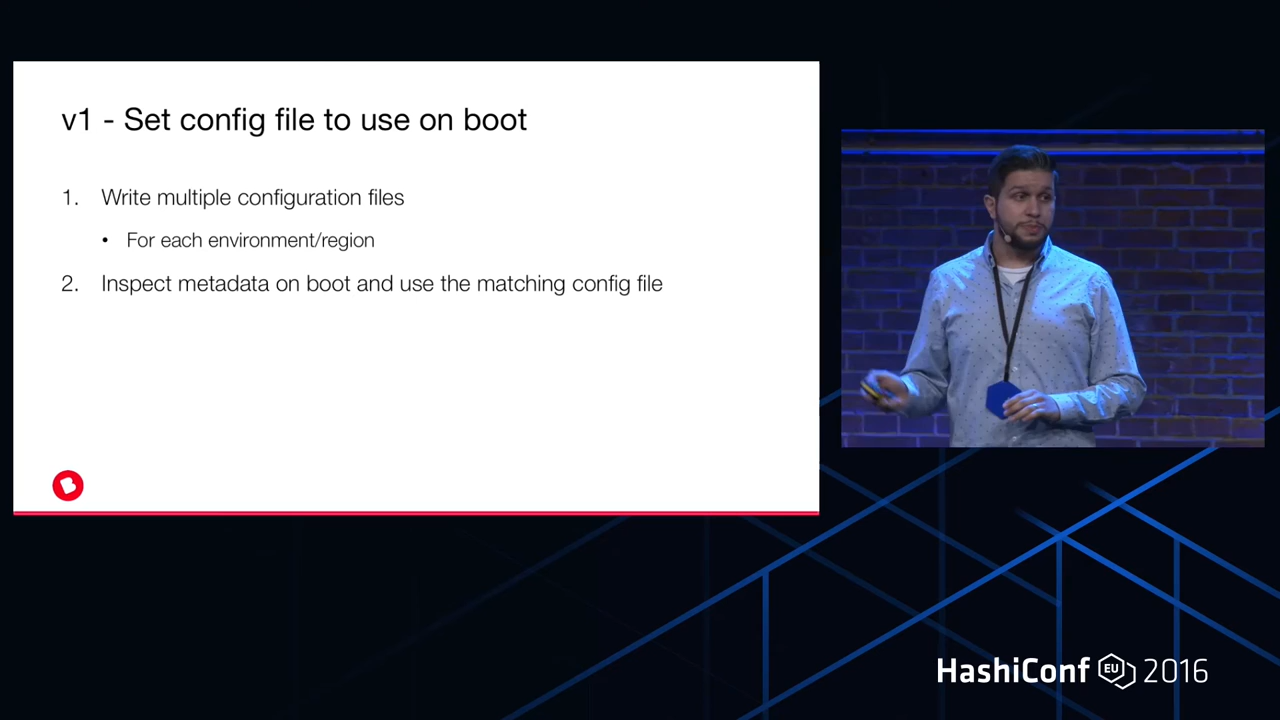 v1 - Set config file to use on boot
1. Write multiple configuration files
• For each environment/region
2. Inspect metadata on boot and use the matching config file
HashiConf EU 2016